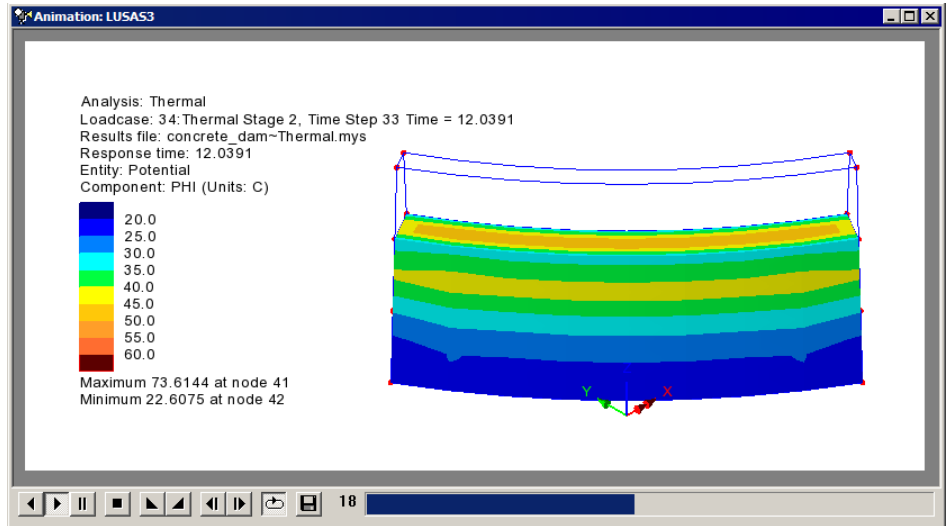 Animation: LUSAS3
Analysis: Thermal
Loadcase: 34:Thermal Stage 2, Time Step 33 Time = 12.0391
Results file: concrete_dam~Thermal.mys
Response time: 12.0391
Entity: Potential
Component: PHI (Units: C)
20.0
25.0
30.0
35.0
40.0
45.0
50.0
55.0
60.0
Maximum 73.6144 at node 41
Minimum 22.6075 at node 42
Y X
18